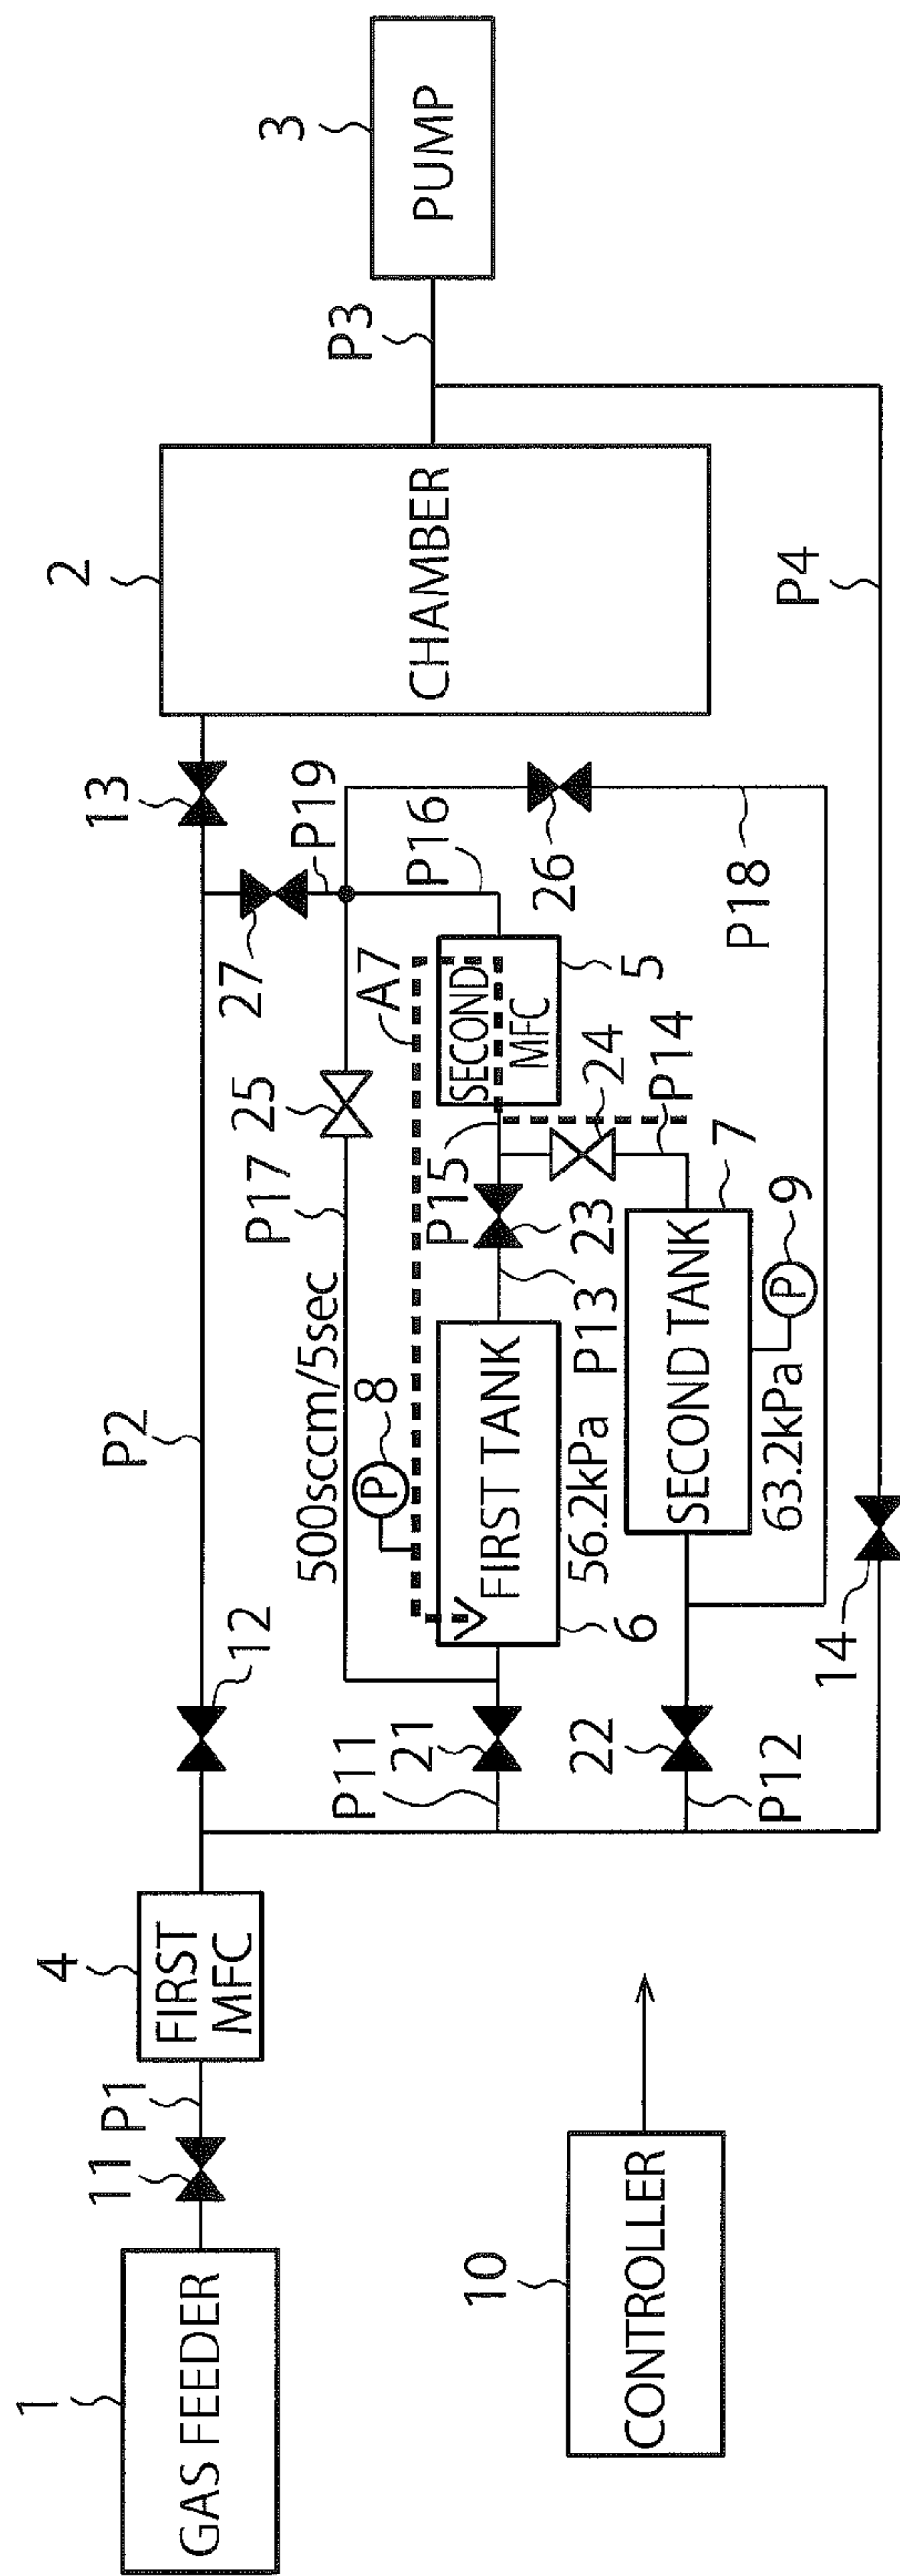 1
GAS FEEDER
11
P1
4
FIRST
MFC
12
P2
13
2
CHAMBER
3
PUMP
P3
P4
14
P11
21
P12
22
500sccm/5sec
P17
25
27
P19
A7
8
P
FIRST TANK
6
56.2kPa
P13
23
P15
SECOND
MFC
5
P16
24
P14
26
P18
SECOND TANK
7
63.2kPa
P
9
10
CONTROLLER